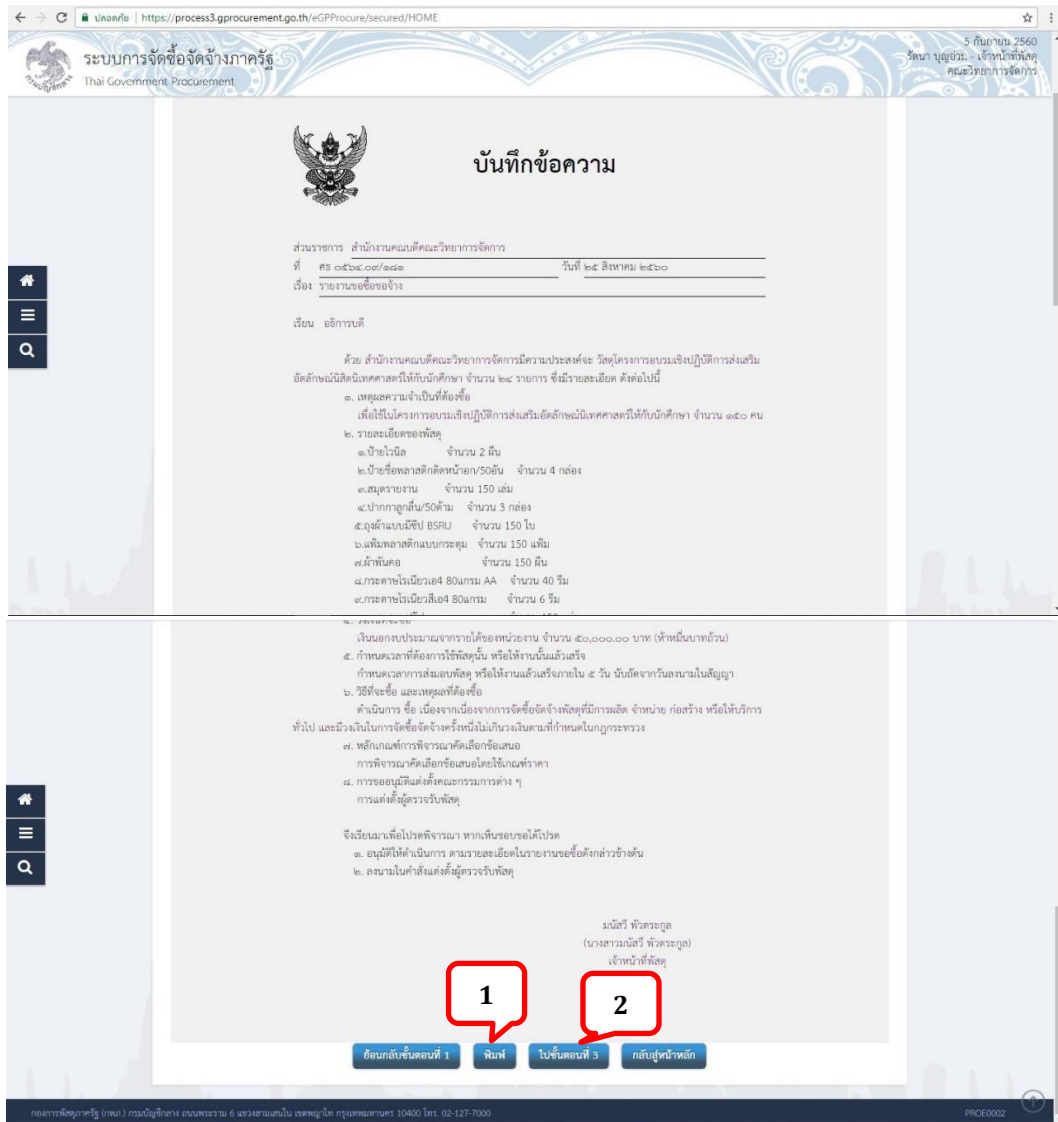 ปลอดภัย | https://process3.gprocurement.go.th/eGPProcure/secured/HOME
ระบบการจัดซื้อจัดจ้างภาครัฐ
Thai Government Procurement
5 กันยายน 2560
รัตนา บุญอ่วม - เจ้าหน้าที่พัสดุ
คณะวิทยาการจัดการ
บันทึกข้อความ
ส่วนราชการ สำนักงานคณบดีคณะวิทยาการจัดการ
ที่ ศธ ๐๕๖๔.๐๙/๑๘๑ วันที่ ๒๕ สิงหาคม ๒๕๖๐
เรื่อง รายงานขอซื้อขอจ้าง
เรียน อธิการบดี
ด้วย สำนักงานคณบดีคณะวิทยาการจัดการมีความประสงค์จะ วัสดุโครงการอบรมเชิงปฏิบัติการส่งเสริม
อัตลักษณ์นิสิตนิเทศศาสตร์ให้กับนักศึกษา จำนวน ๒๔ รายการ ซึ่งมีรายละเอียด ดังต่อไปนี้
๑. เหตุผลความจำเป็นที่ต้องซื้อ
เพื่อใช้ในโครงการอบรมเชิงปฏิบัติการส่งเสริมอัตลักษณ์นิเทศศาสตร์ให้กับนักศึกษา จำนวน ๑๕๐ คน
๒. รายละเอียดของพัสดุ
๑.ป้ายไวนิล จำนวน 2 ผืน
๒.ป้ายชื่อพลาสติกติดหน้าอก/50อัน จำนวน 4 กล่อง
๓.สมุดรายงาน จำนวน 150 เล่ม
๔.ปากกาลูกลื่น/50ด้าม จำนวน 3 กล่อง
๕.ถุงผ้าแบบมีซิป BSRU จำนวน 150 ใบ
๖.แฟ้มพลาสติกแบบกระดุม จำนวน 150 แฟ้ม
๗.ผ้าพันคอ จำนวน 150 ผืน
๘.กระดาษโรเนียวเอ4 80แกรม AA จำนวน 40 รีม
๙.กระดาษโรเนียวสีเอ4 80แกรม จำนวน 6 รีม
๔. วงเงินที่จะซื้อ
เงินนอกงบประมาณจากรายได้ของหน่วยงาน จำนวน ๕๐,๐๐๐.๐๐ บาท (ห้าหมื่นบาทถ้วน)
๕. กำหนดเวลาที่ต้องการใช้พัสดุนั้น หรือให้งานนั้นแล้วเสร็จ
กำหนดเวลาการส่งมอบพัสดุ หรือให้งานแล้วเสร็จภายใน ๕ วัน นับถัดจากวันลงนามในสัญญา
๖. วิธีที่จะซื้อ และเหตุผลที่ต้องซื้อ
ดำเนินการ ซื้อ เนื่องจากเนื่องจากการจัดซื้อจัดจ้างพัสดุที่มีการผลิต จำหน่าย ก่อสร้าง หรือให้บริการ
ทั่วไป และมีวงเงินในการจัดซื้อจัดจ้างครั้งหนึ่งไม่เกินวงเงินตามที่กำหนดในกฎกระทรวง
๗. หลักเกณฑ์การพิจารณาคัดเลือกข้อเสนอ
การพิจารณาคัดเลือกข้อเสนอโดยใช้เกณฑ์ราคา
๘. การขออนุมัติแต่งตั้งคณะกรรมการต่าง ๆ
การแต่งตั้งผู้ตรวจรับพัสดุ
จึงเรียนมาเพื่อโปรดพิจารณา หากเห็นชอบขอได้โปรด
๑. อนุมัติให้ดำเนินการ ตามรายละเอียดในรายงานขอซื้อดังกล่าวข้างต้น
๒. ลงนามในคำสั่งแต่งตั้งผู้ตรวจรับพัสดุ
มนัสวี พัวตระกูล
(นางสาวมนัสวี พัวตระกูล)
เจ้าหน้าที่พัสดุ
1
2
ย้อนกลับขั้นตอนที่ 1 พิมพ์ ไปขั้นตอนที่ 3 กลับสู่หน้าหลัก
กองการพัสดุภาครัฐ (กพภ.) กรมบัญชีกลาง ถนนพระราม 6 แขวงสามเสนใน เขตพญาไท กรุงเทพมหานคร 10400 โทร. 02-127-7000
PROE0002